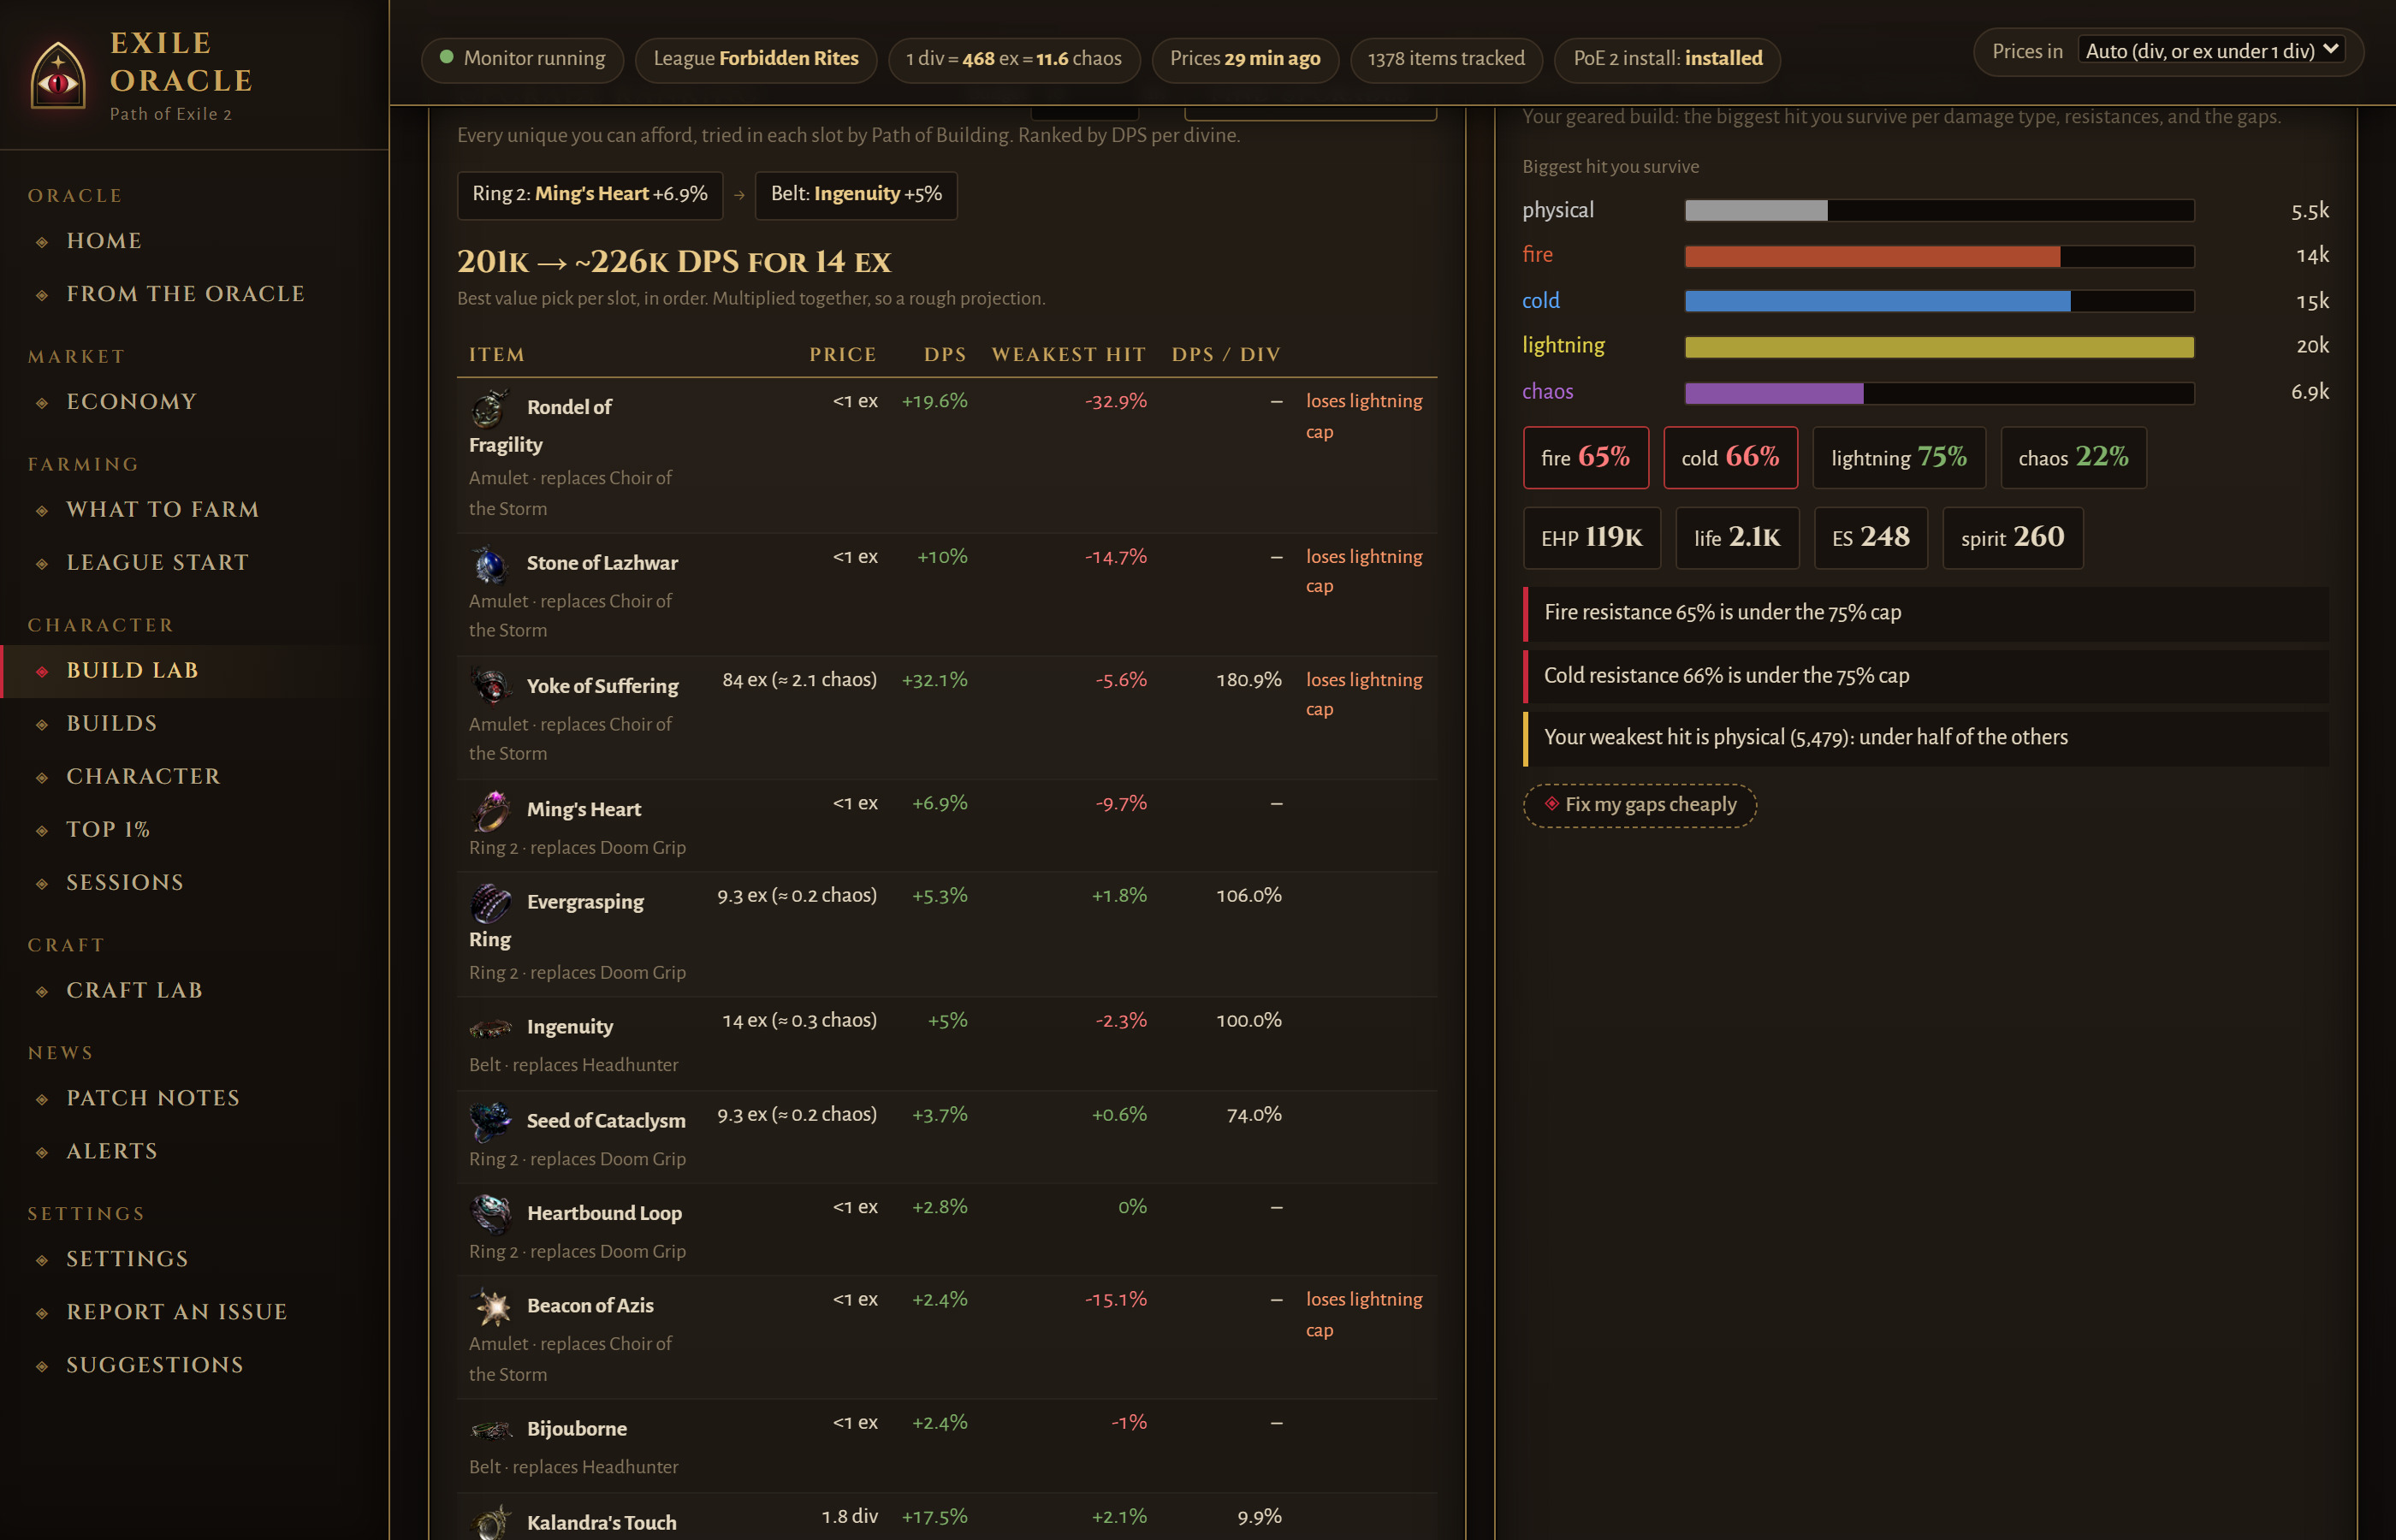 EXILE
ORACLE
Path of Exile 2
ORACLE
HOME
FROM THE ORACLE
MARKET
ECONOMY
FARMING
WHAT TO FARM
LEAGUE START
CHARACTER
BUILD LAB
BUILDS
CHARACTER
TOP 1%
SESSIONS
CRAFT
CRAFT LAB
NEWS
PATCH NOTES
ALERTS
SETTINGS
SETTINGS
REPORT AN ISSUE
SUGGESTIONS
Monitor running
League Forbidden Rites
1 div = 468 ex = 11.6 chaos
Prices 29 min ago
1378 items tracked
PoE 2 install: installed
Prices in Auto (div, or ex under 1 div)
Every unique you can afford, tried in each slot by Path of Building. Ranked by DPS per divine.
Ring 2: Ming's Heart +6.9% → Belt: Ingenuity +5%
201K → ~226K DPS FOR 14 EX
Best value pick per slot, in order. Multiplied together, so a rough projection.
ITEM PRICE DPS WEAKEST HIT DPS / DIV
Rondel of <1 ex +19.6% -32.9% – loses lightning
Fragility cap
Amulet · replaces Choir of
the Storm
Stone of Lazhwar <1 ex +10% -14.7% – loses lightning
Amulet · replaces Choir of cap
the Storm
Yoke of Suffering 84 ex (≈ 2.1 chaos) +32.1% -5.6% 180.9% loses lightning
Amulet · replaces Choir of cap
the Storm
Ming's Heart <1 ex +6.9% -9.7% –
Ring 2 · replaces Doom Grip
Evergrasping 9.3 ex (≈ 0.2 chaos) +5.3% +1.8% 106.0%
Ring
Ring 2 · replaces Doom Grip
Ingenuity 14 ex (≈ 0.3 chaos) +5% -2.3% 100.0%
Belt · replaces Headhunter
Seed of Cataclysm 9.3 ex (≈ 0.2 chaos) +3.7% +0.6% 74.0%
Ring 2 · replaces Doom Grip
Heartbound Loop <1 ex +2.8% 0% –
Ring 2 · replaces Doom Grip
Beacon of Azis <1 ex +2.4% -15.1% – loses lightning
Amulet · replaces Choir of cap
the Storm
Bijouborne <1 ex +2.4% -1% –
Belt · replaces Headhunter
Kalandra's Touch 1.8 div +17.5% +2.1% 9.9%
Your geared build: the biggest hit you survive per damage type, resistances, and the gaps.
Biggest hit you survive
physical 5.5k
fire 14k
cold 15k
lightning 20k
chaos 6.9k
fire 65% cold 66% lightning 75% chaos 22%
EHP 119K life 2.1K ES 248 spirit 260
Fire resistance 65% is under the 75% cap
Cold resistance 66% is under the 75% cap
Your weakest hit is physical (5,479): under half of the others
Fix my gaps cheaply